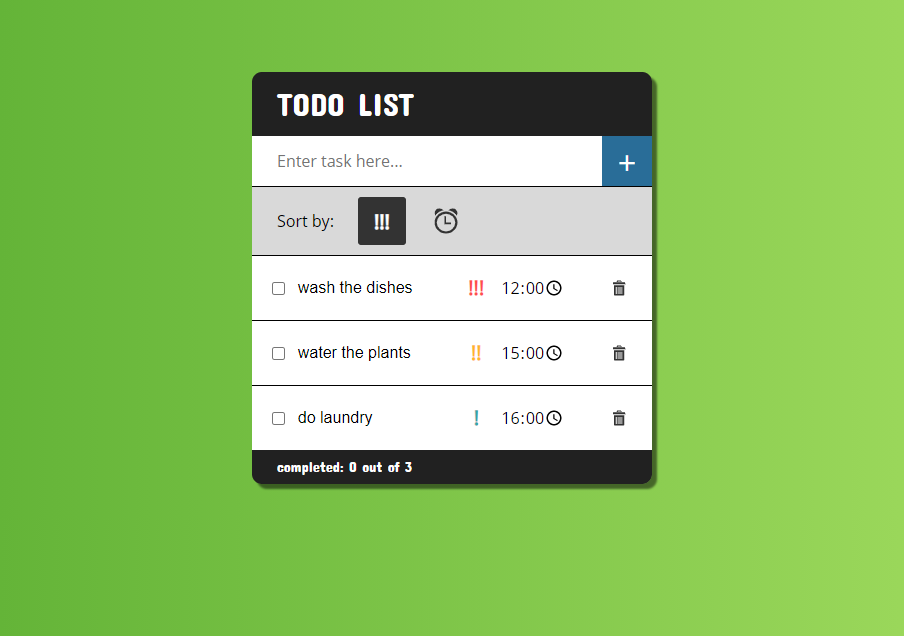 TODO LIST
Enter task here...
+
Sort by: !!!
wash the dishes !!! 12:00
water the plants !! 15:00
do laundry ! 16:00
completed: 0 out of 3